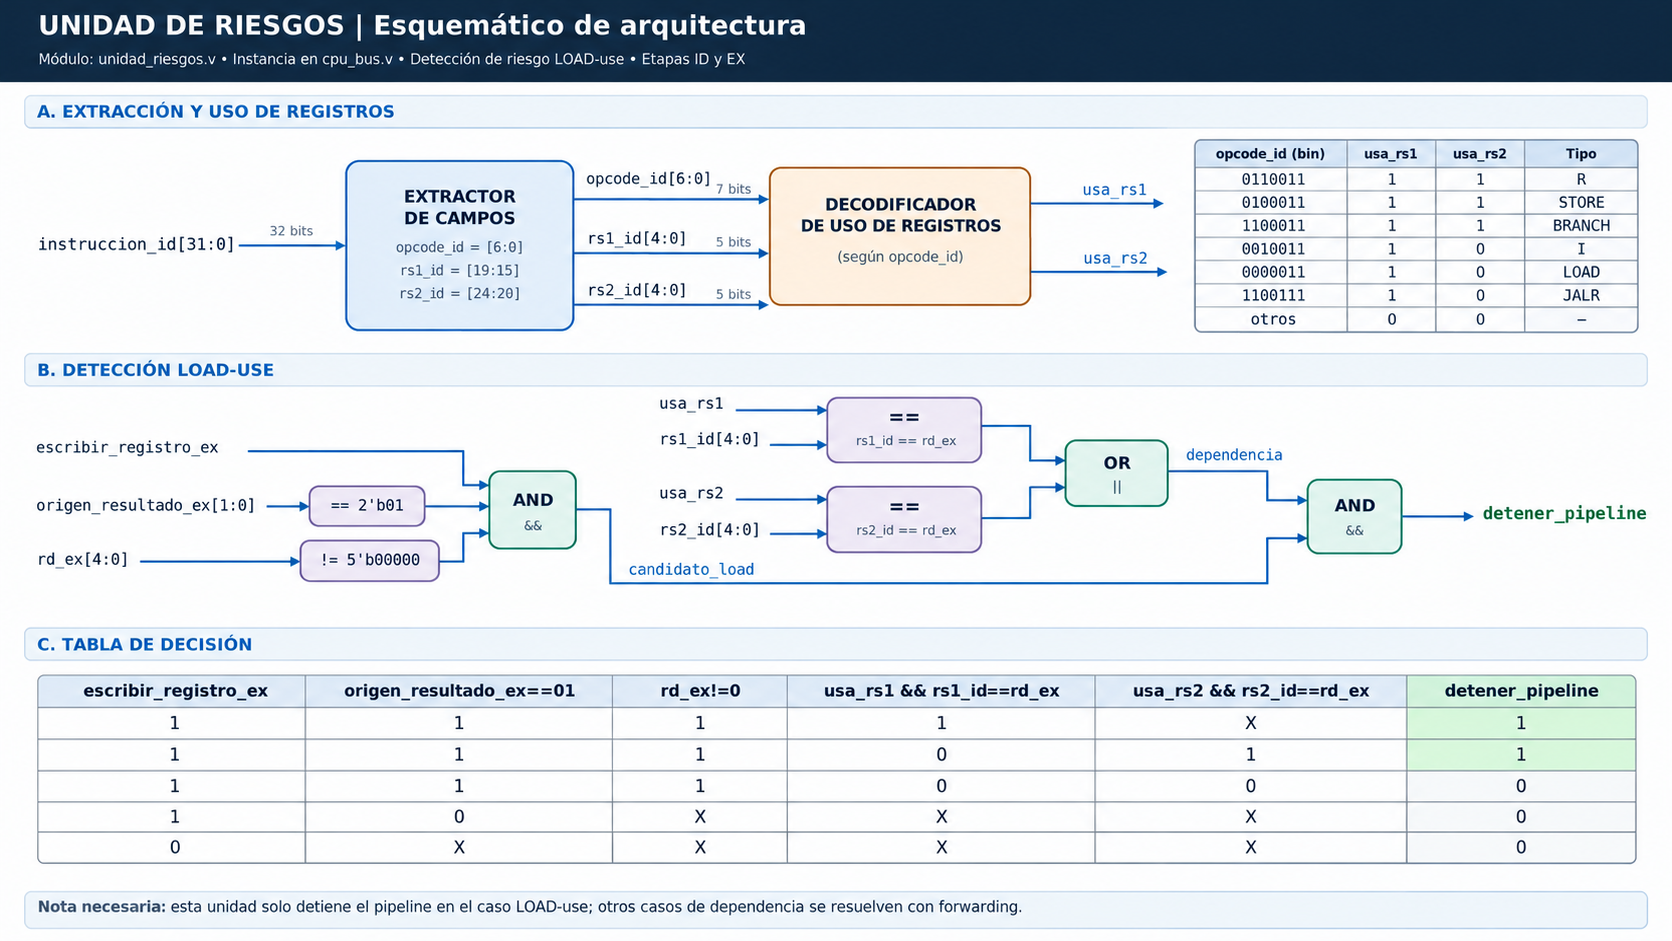 UNIDAD DE RIESGOS | Esquemático de arquitectura
Módulo: unidad_riesgos.v • Instancia en cpu_bus.v • Detección de riesgo LOAD-use • Etapas ID y EX
A. EXTRACCIÓN Y USO DE REGISTROS
instruccion_id[31:0]
32 bits
EXTRACTOR
DE CAMPOS
opcode_id = [6:0]
rs1_id = [19:15]
rs2_id = [24:20]
opcode_id[6:0]
7 bits
rs1_id[4:0]
5 bits
rs2_id[4:0]
5 bits
DECODIFICADOR
DE USO DE REGISTROS
(según opcode_id)
usa_rs1
usa_rs2
opcode_id (bin) usa_rs1 usa_rs2 Tipo
0110011 1 1 R
0100011 1 1 STORE
1100011 1 1 BRANCH
0010011 1 0 I
0000011 1 0 LOAD
1100111 1 0 JALR
otros 0 0 –
B. DETECCIÓN LOAD-USE
escribir_registro_ex
origen_resultado_ex[1:0]
== 2'b01
rd_ex[4:0]
!= 5'b00000
AND
&&
candidato_load
usa_rs1
rs1_id[4:0]
==
rs1_id == rd_ex
usa_rs2
rs2_id[4:0]
==
rs2_id == rd_ex
OR
||
dependencia
AND
&&
detener_pipeline
C. TABLA DE DECISIÓN
escribir_registro_ex origen_resultado_ex==01 rd_ex!=0 usa_rs1 && rs1_id==rd_ex usa_rs2 && rs2_id==rd_ex detener_pipeline
1 1 1 1 X 1
1 1 1 0 1 1
1 1 1 0 0 0
1 0 X X X 0
0 X X X X 0
Nota necesaria: esta unidad solo detiene el pipeline en el caso LOAD-use; otros casos de dependencia se resuelven con forwarding.